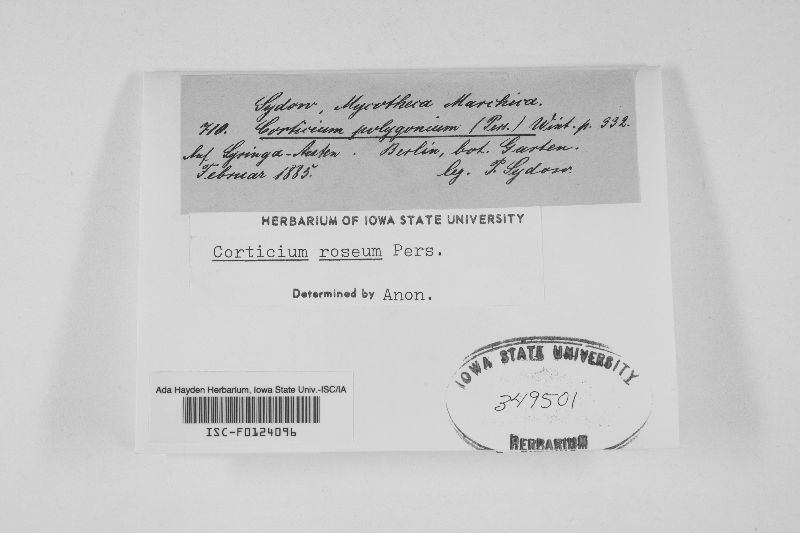 Sydow, Mycotheca Marchica.
710. Corticium polygonium (Pers.) Wint. p. 332.
Auf Syringa-Aesten. Berlin, bot. Garten.
Februar 1885. leg. P. Sydow.
HERBARIUM OF IOWA STATE UNIVERSITY
Corticium roseum Pers.
Determined by Anon.
IOWA STATE UNIVERSITY
349501
HERBARIUM
Ada Hayden Herbarium, Iowa State Univ.-ISC/IA
ISC-F0124096